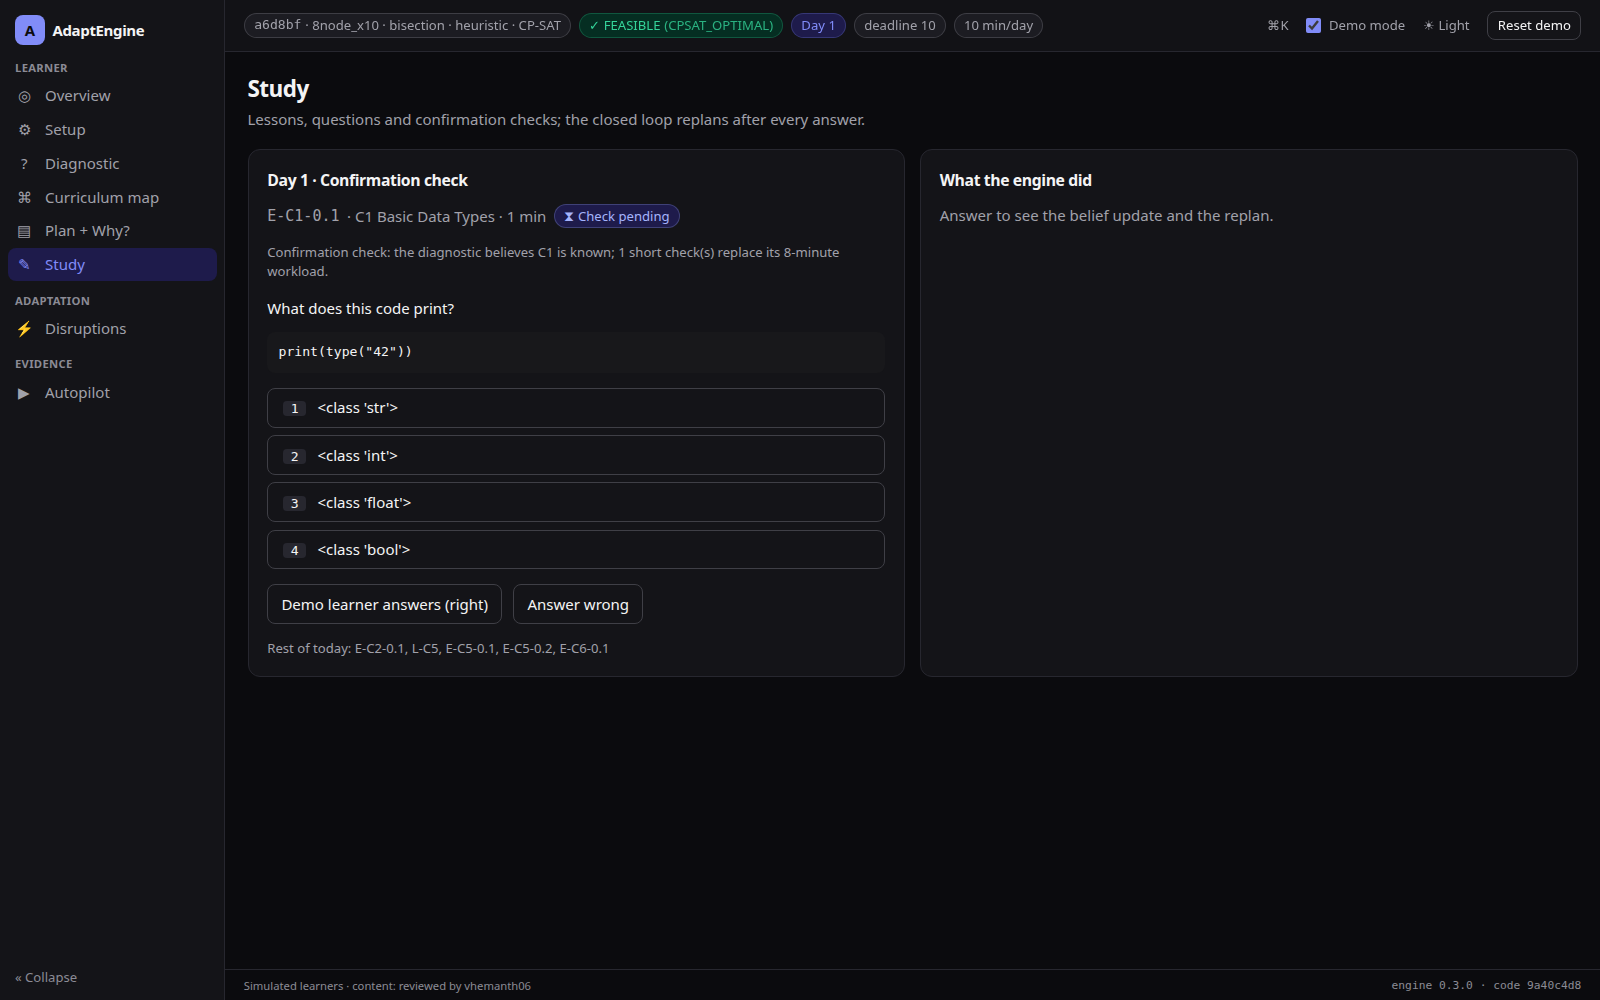 A AdaptEngine
LEARNER
◎ Overview
⚙ Setup
? Diagnostic
⌘ Curriculum map
▤ Plan + Why?
✎ Study
ADAPTATION
⚡ Disruptions
EVIDENCE
▶ Autopilot
« Collapse
a6d8bf · 8node_x10 · bisection · heuristic · CP-SAT ✓ FEASIBLE (CPSAT_OPTIMAL) Day 1 deadline 10 10 min/day ⌘K Demo mode ☀ Light Reset demo
Study
Lessons, questions and confirmation checks; the closed loop replans after every answer.
Day 1 · Confirmation check
E-C1-0.1 · C1 Basic Data Types · 1 min ⧗ Check pending
Confirmation check: the diagnostic believes C1 is known; 1 short check(s) replace its 8-minute
workload.
What does this code print?
print(type("42"))
1 <class 'str'>
2 <class 'int'>
3 <class 'float'>
4 <class 'bool'>
Demo learner answers (right) Answer wrong
Rest of today: E-C2-0.1, L-C5, E-C5-0.1, E-C5-0.2, E-C6-0.1
What the engine did
Answer to see the belief update and the replan.
Simulated learners · content: reviewed by vhemanth06 engine 0.3.0 · code 9a40c4d8